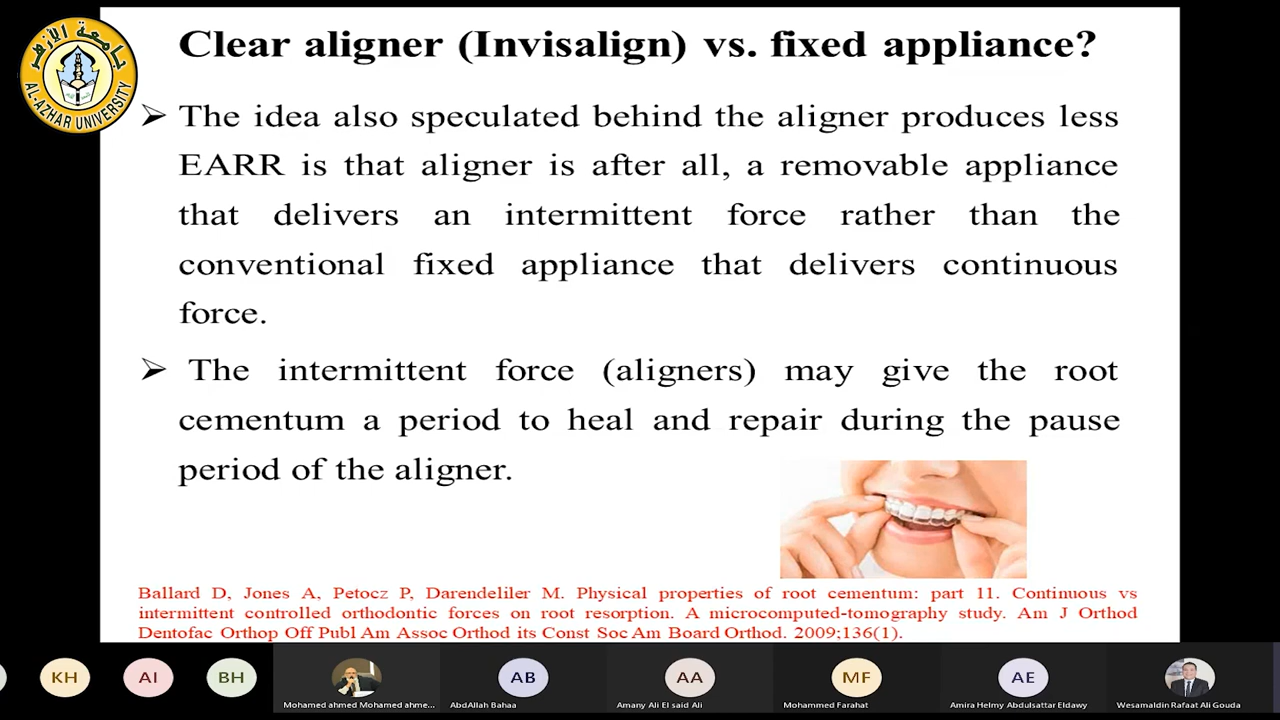 Clear aligner (Invisalign) vs. fixed appliance?
جامعة الأزهر
AL-AZHAR UNIVERSITY
➢ The idea also speculated behind the aligner produces less
EARR is that aligner is after all, a removable appliance
that delivers an intermittent force rather than the
conventional fixed appliance that delivers continuous
force.
➢ The intermittent force (aligners) may give the root
cementum a period to heal and repair during the pause
period of the aligner.
Ballard D, Jones A, Petocz P, Darendeliler M. Physical properties of root cementum: part 11. Continuous vs
intermittent controlled orthodontic forces on root resorption. A microcomputed-tomography study. Am J Orthod
Dentofac Orthop Off Publ Am Assoc Orthod its Const Soc Am Board Orthod. 2009;136(1).
KH AI BH AB AA MF AE
Mohamed ahmed Mohamed ahme... AbdAllah Bahaa Amany Ali El said Ali Mohammed Farahat Amira Helmy Abdulsattar Eldawy Wesamaldin Rafaat Ali Gouda